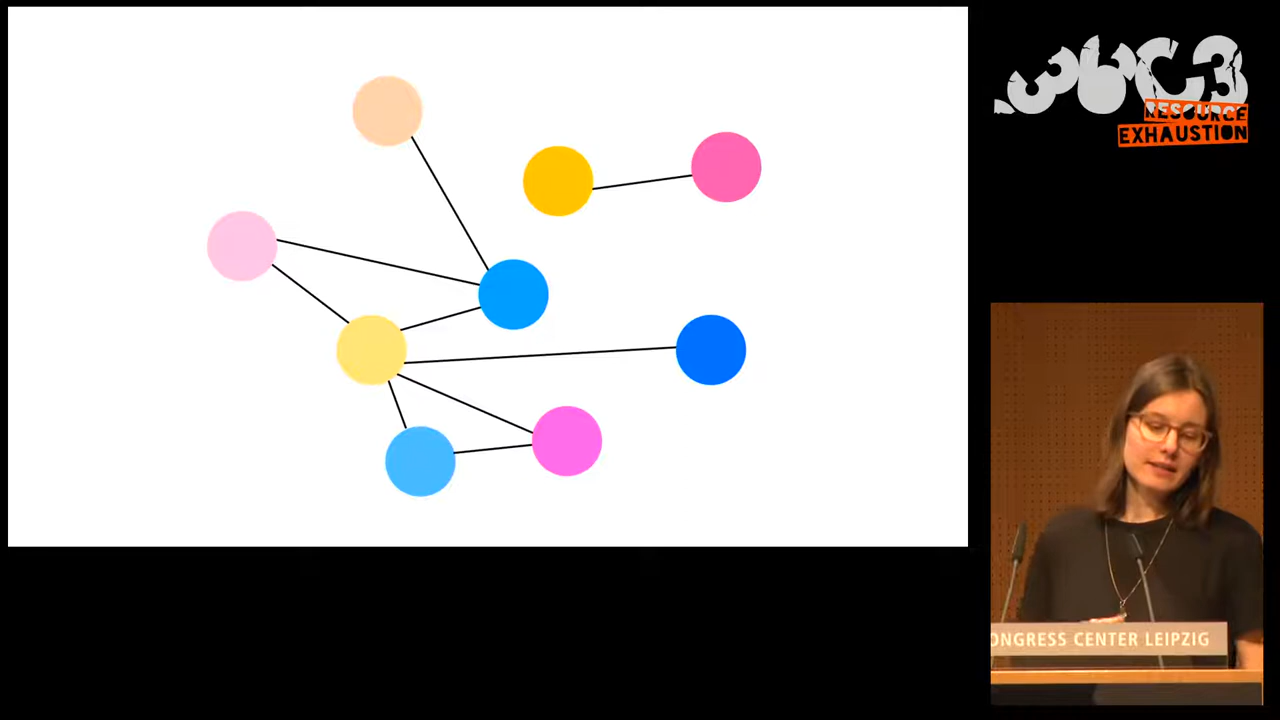 36C3
RESOURCE
EXHAUSTION
ONGRESS CENTER LEIPZIG